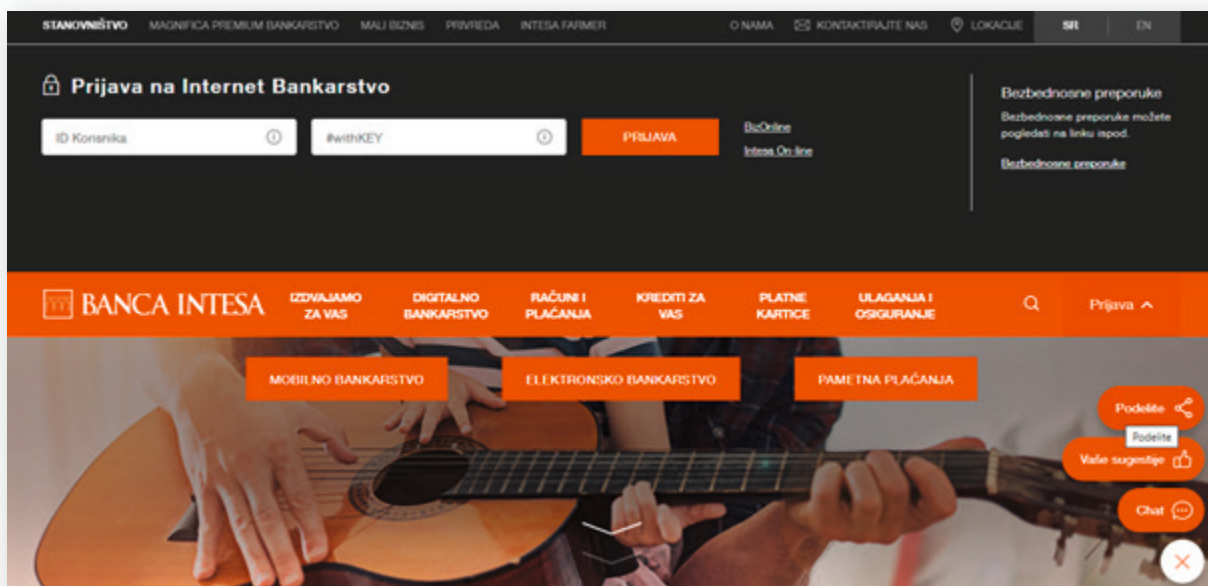 STANOVNIŠTVO MAGNIFICA PREMIUM BANKARSTVO MALI BIZNIS PRIVREDA INTESA FARMER O NAMA KONTAKTIRAJTE NAS LOKACIJE SR EN
Prijava na Internet Bankarstvo
ID Korisnika #withKEY PRIJAVA
BizOnline
Intesa On-line
Bezbednosne preporuke
Bezbednosne preporuke možete
pogledati na linku ispod.
Bezbednosne preporuke
BANCA INTESA
IZDVAJAMO
ZA VAS
DIGITALNO
BANKARSTVO
RAČUNI I
PLAĆANJA
KREDITI ZA
VAS
PLATNE
KARTICE
ULAGANJA I
OSIGURANJE
Prijava
MOBILNO BANKARSTVO ELEKTRONSKO BANKARSTVO PAMETNA PLAĆANJA
Podelite
Podelite
Vaše sugestije
Chat